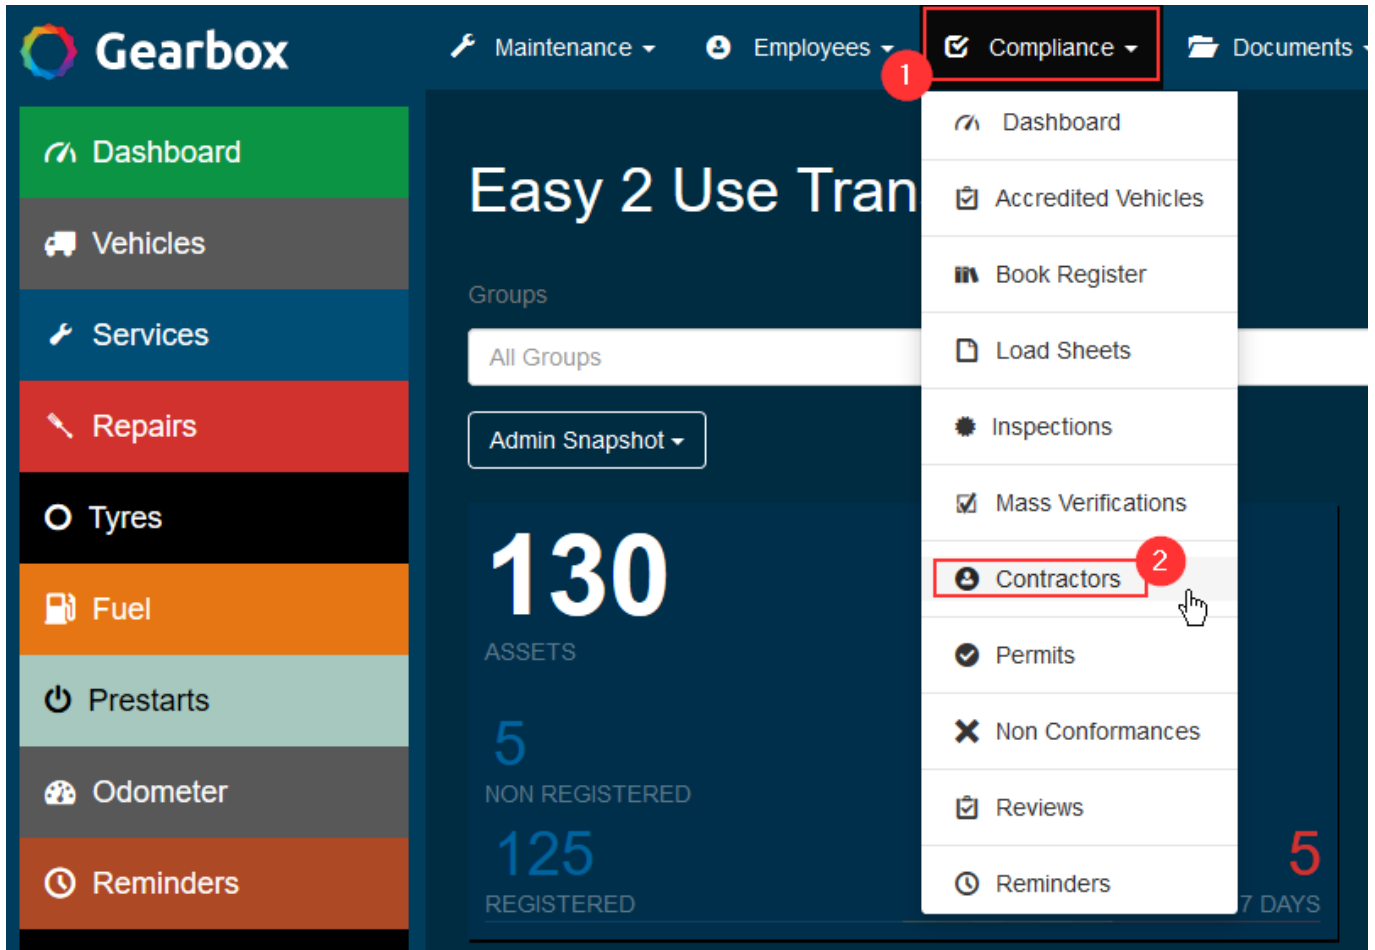 Gearbox
Maintenance
Employees
Compliance
Documents
1
Dashboard
Vehicles
Services
Repairs
Tyres
Fuel
Prestarts
Odometer
Reminders
Easy 2 Use Tran
Groups
All Groups
Admin Snapshot
130
ASSETS
5
NON REGISTERED
125
REGISTERED
5
7 DAYS
Dashboard
Accredited Vehicles
Book Register
Load Sheets
Inspections
Mass Verifications
Contractors
2
Permits
Non Conformances
Reviews
Reminders